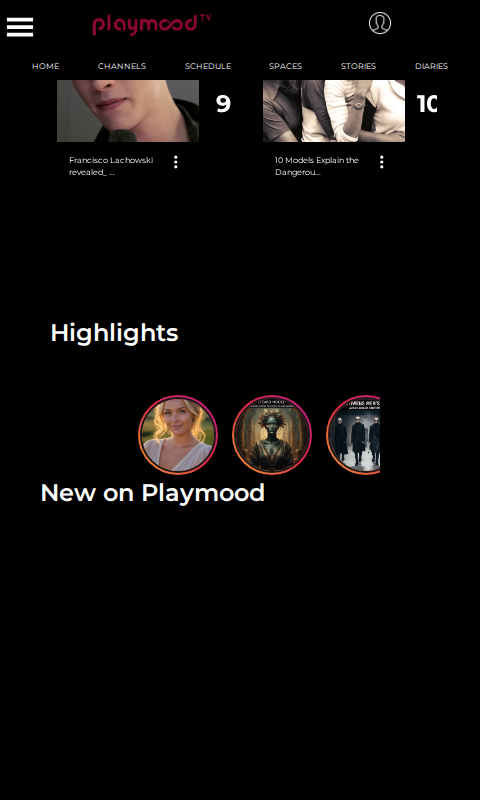 playmood TV
HOME CHANNELS SCHEDULE SPACES STORIES DIARIES
9 10
Francisco Lachowski
revealed_ ...
10 Models Explain the
Dangerou...
Highlights
New on Playmood